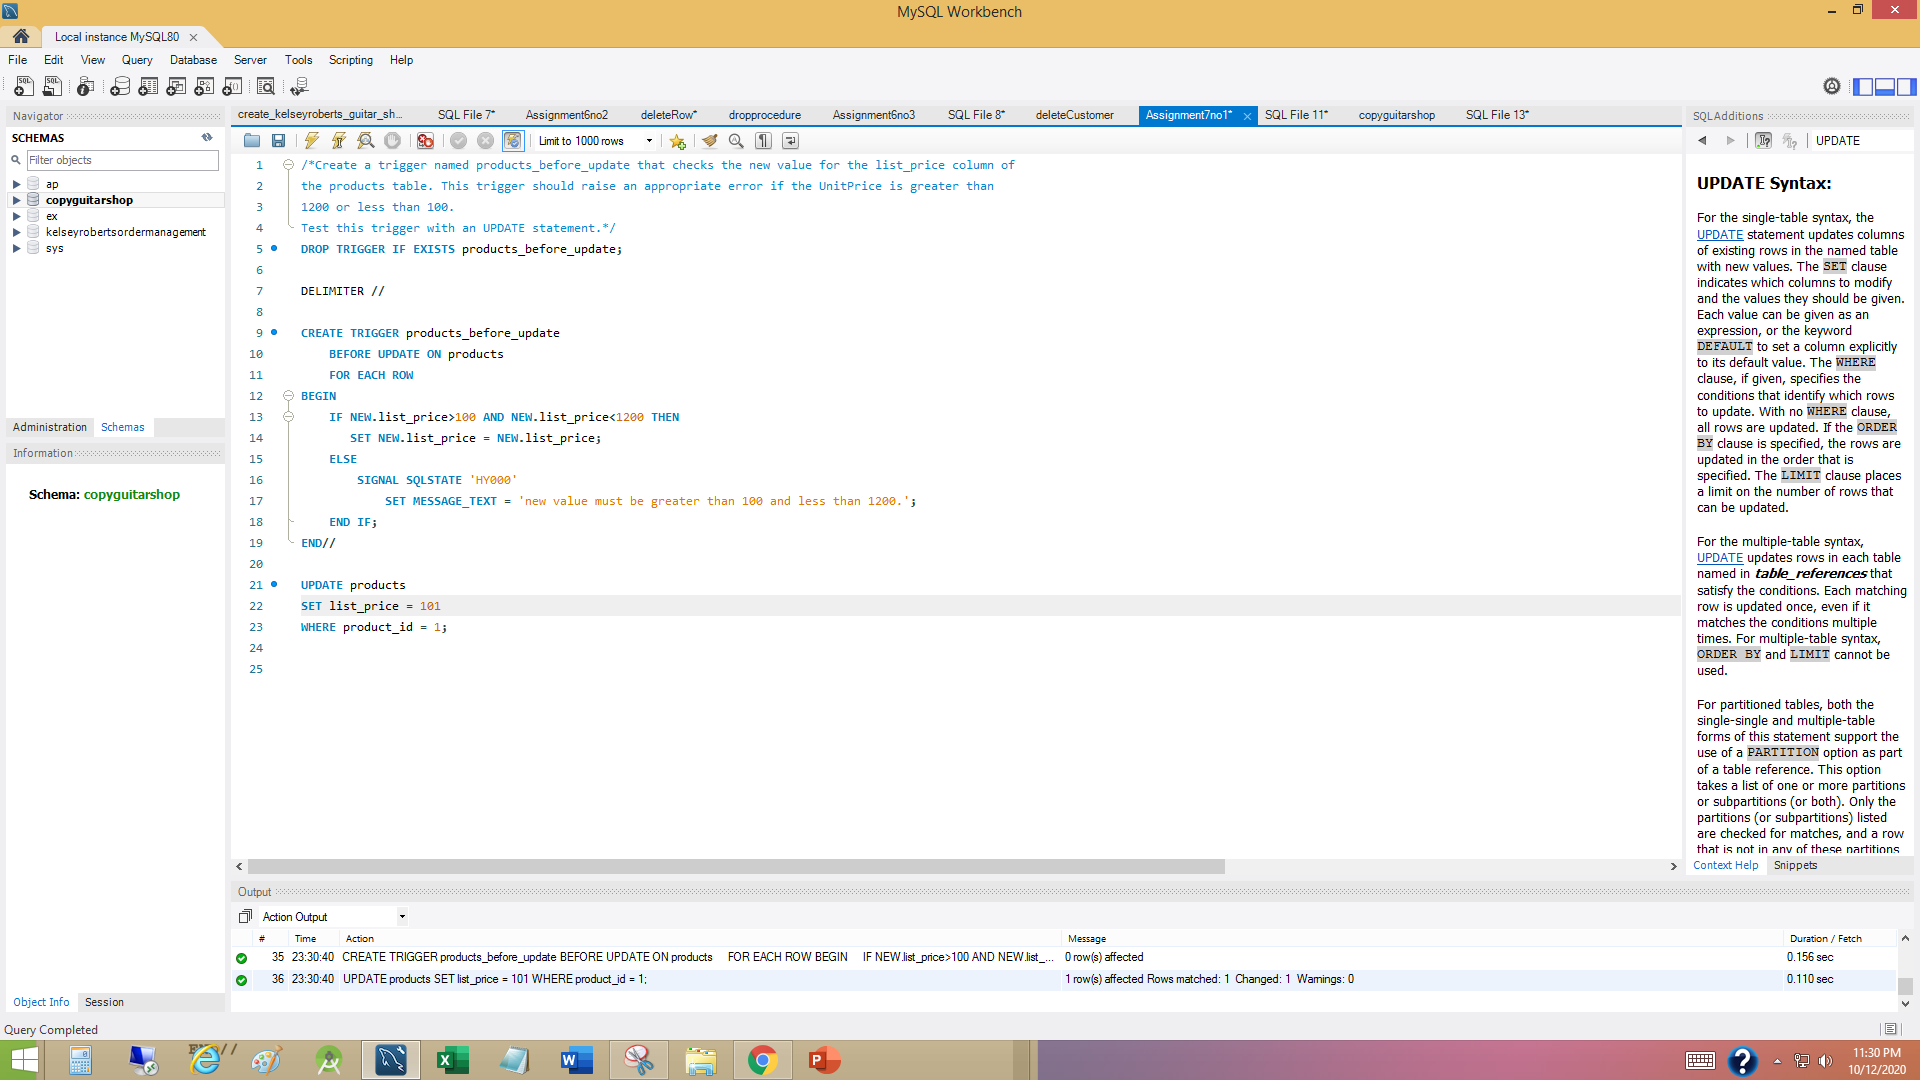 MySQL Workbench
Local instance MySQL80
File Edit View Query Database Server Tools Scripting Help
Navigator
SCHEMAS
Filter objects
ap
copyguitarshop
ex
kelseyrobertsordermanagement
sys
Administration Schemas
Information
Schema: copyguitarshop
Object Info Session
create_kelseyroberts_guitar_sh... SQL File 7* Assignment6no2 deleteRow* dropprocedure Assignment6no3 SQL File 8* deleteCustomer Assignment7no1* SQL File 11* copyguitarshop SQL File 13*
Limit to 1000 rows
1 /*Create a trigger named products_before_update that checks the new value for the list_price column of
2 the products table. This trigger should raise an appropriate error if the UnitPrice is greater than
3 1200 or less than 100.
4 Test this trigger with an UPDATE statement.*/
5 DROP TRIGGER IF EXISTS products_before_update;
6
7 DELIMITER //
8
9 CREATE TRIGGER products_before_update
10 BEFORE UPDATE ON products
11 FOR EACH ROW
12 BEGIN
13 IF NEW.list_price>100 AND NEW.list_price<1200 THEN
14 SET NEW.list_price = NEW.list_price;
15 ELSE
16 SIGNAL SQLSTATE 'HY000'
17 SET MESSAGE_TEXT = 'new value must be greater than 100 and less than 1200.';
18 END IF;
19 END//
20
21 UPDATE products
22 SET list_price = 101
23 WHERE product_id = 1;
24
25
SQLAdditions
UPDATE
UPDATE Syntax:
For the single-table syntax, the
UPDATE statement updates columns
of existing rows in the named table
with new values. The SET clause
indicates which columns to modify
and the values they should be given.
Each value can be given as an
expression, or the keyword
DEFAULT to set a column explicitly
to its default value. The WHERE
clause, if given, specifies the
conditions that identify which rows
to update. With no WHERE clause,
all rows are updated. If the ORDER
BY clause is specified, the rows are
updated in the order that is
specified. The LIMIT clause places
a limit on the number of rows that
can be updated.
For the multiple-table syntax,
UPDATE updates rows in each table
named in table_references that
satisfy the conditions. Each matching
row is updated once, even if it
matches the conditions multiple
times. For multiple-table syntax,
ORDER BY and LIMIT cannot be
used.
For partitioned tables, both the
single-single and multiple-table
forms of this statement support the
use of a PARTITION option as part
of a table reference. This option
takes a list of one or more partitions
or subpartitions (or both). Only the
partitions (or subpartitions) listed
are checked for matches, and a row
that is not in any of these partitions
Context Help Snippets
Output
Action Output
# Time Action Message Duration / Fetch
35 23:30:40 CREATE TRIGGER products_before_update BEFORE UPDATE ON products FOR EACH ROW BEGIN IF NEW.list_price>100 AND NEW.list_... 0 row(s) affected 0.156 sec
36 23:30:40 UPDATE products SET list_price = 101 WHERE product_id = 1; 1 row(s) affected Rows matched: 1 Changed: 1 Warnings: 0 0.110 sec
Query Completed
11:30 PM
10/12/2020